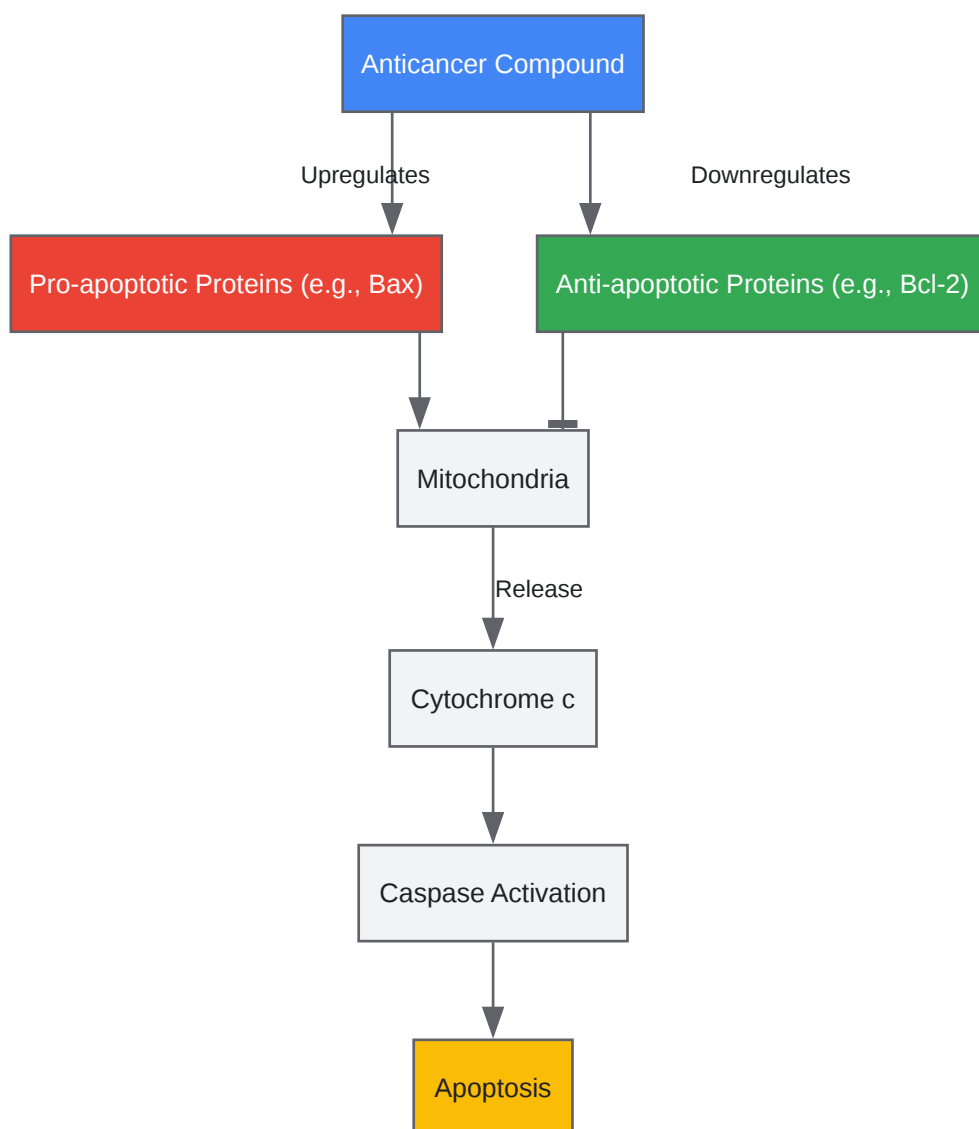 Anticancer Compound
Upregulates
Downregulates
Pro-apoptotic Proteins (e.g., Bax)
Anti-apoptotic Proteins (e.g., Bcl-2)
Mitochondria
Release
Cytochrome c
Caspase Activation
Apoptosis